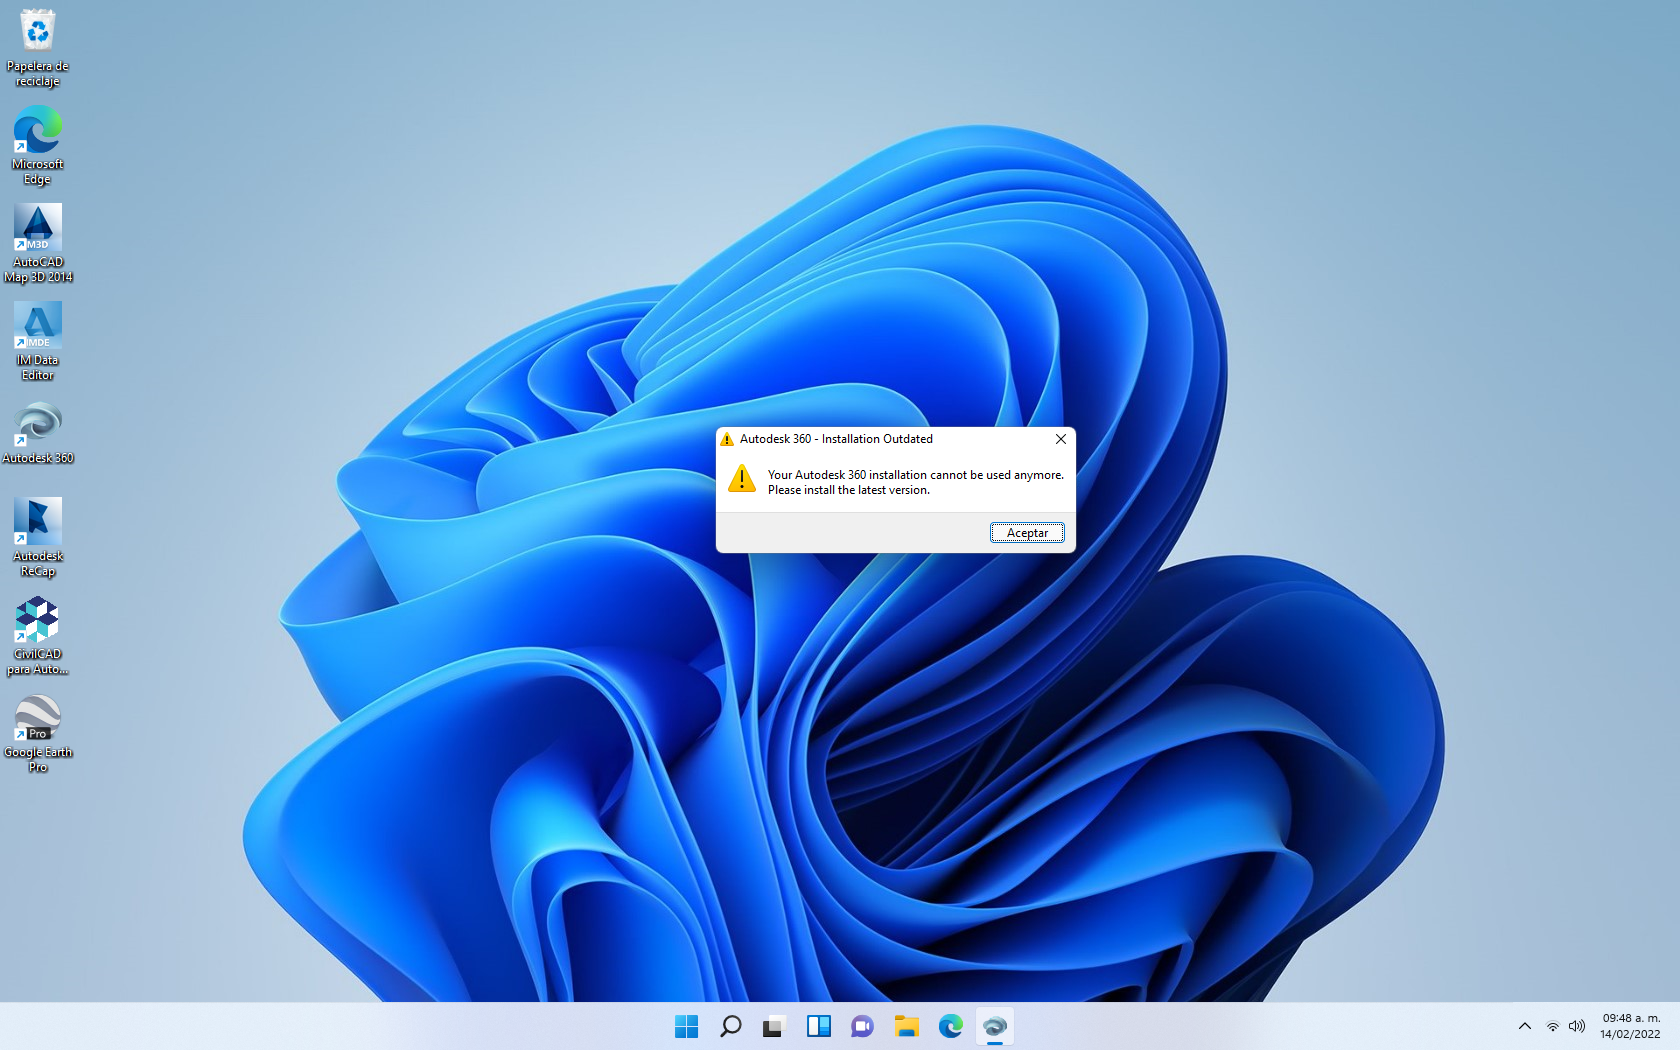 Papelera de
reciclaje
Microsoft
Edge
M3D
AutoCAD
Map 3D 2014
IMDE
IM Data
Editor
Autodesk 360
Autodesk
ReCap
CivilCAD
para Auto...
Pro
Google Earth
Pro
Autodesk 360 - Installation Outdated
Your Autodesk 360 installation cannot be used anymore.
Please install the latest version.
Aceptar
09:48 a. m.
14/02/2022